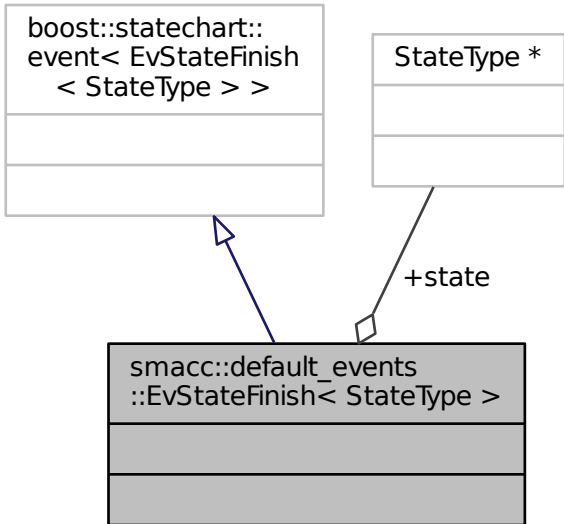 boost::statechart::
event< EvStateFinish
< StateType > >
StateType *
+state
smacc::default_events
::EvStateFinish< StateType >